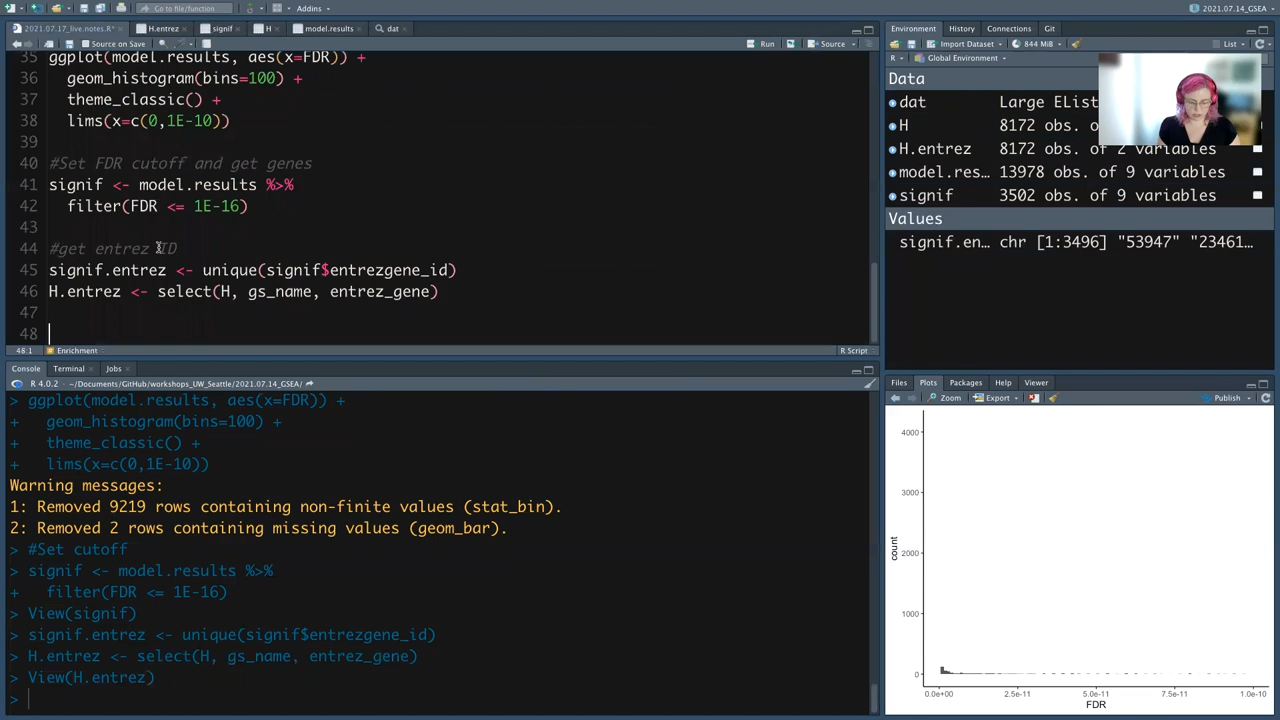 Go to file/function
Addins
2021.07.14_GSEA
2021.07.17_live.notes.R*
H.entrez
signif
H
model.results
dat
Source on Save
Run
Source
35 ggplot(model.results, aes(x=FDR)) +
36 geom_histogram(bins=100) +
37 theme_classic() +
38 lims(x=c(0,1E-10))
39
40 #Set FDR cutoff and get genes
41 signif <- model.results %>%
42 filter(FDR <= 1E-16)
43
44 #get entrez ID
45 signif.entrez <- unique(signif$entrezgene_id)
46 H.entrez <- select(H, gs_name, entrez_gene)
47
48
48:1 Enrichment R Script
Console Terminal Jobs
R 4.0.2 · ~/Documents/GitHub/workshops_UW_Seattle/2021.07.14_GSEA/
> ggplot(model.results, aes(x=FDR)) +
+ geom_histogram(bins=100) +
+ theme_classic() +
+ lims(x=c(0,1E-10))
Warning messages:
1: Removed 9219 rows containing non-finite values (stat_bin).
2: Removed 2 rows containing missing values (geom_bar).
> #Set cutoff
> signif <- model.results %>%
+ filter(FDR <= 1E-16)
> View(signif)
> signif.entrez <- unique(signif$entrezgene_id)
> H.entrez <- select(H, gs_name, entrez_gene)
> View(H.entrez)
>
Environment History Connections Git
Import Dataset 844 MiB List
R Global Environment
Data
dat Large EList
H 8172 obs. of
H.entrez 8172 obs. of 2 variables
model.res… 13978 of 9 variables
signif 3502 obs. of 9 variables
Values
signif.en… chr [1:3496] "53947" "23461…
Files Plots Packages Help Viewer
Zoom Export Publish
4000
3000
2000
1000
0
count
0.0e+00 2.5e-11 5.0e-11 7.5e-11 1.0e-10
FDR